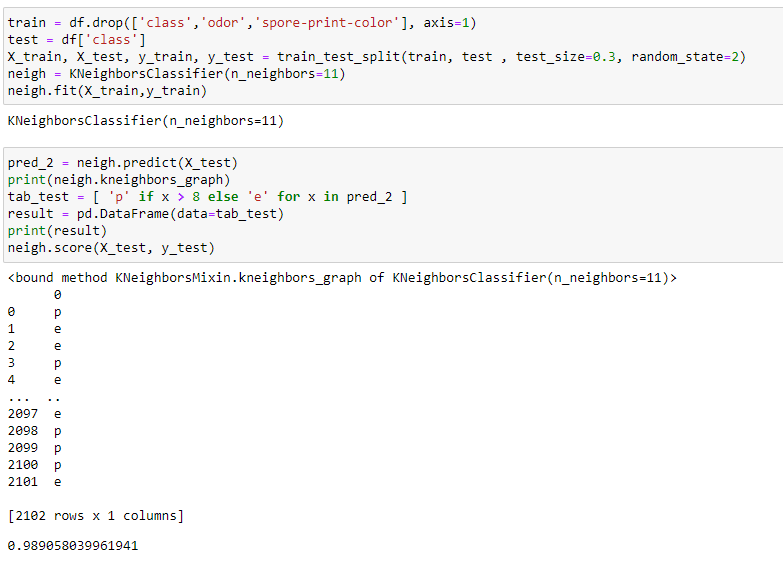 train = df.drop(['class','odor','spore-print-color'], axis=1)
test = df['class']
X_train, X_test, y_train, y_test = train_test_split(train, test , test_size=0.3, random_state=2)
neigh = KNeighborsClassifier(n_neighbors=11)
neigh.fit(X_train,y_train)
KNeighborsClassifier(n_neighbors=11)
pred_2 = neigh.predict(X_test)
print(neigh.kneighbors_graph)
tab_test = [ 'p' if x > 8 else 'e' for x in pred_2 ]
result = pd.DataFrame(data=tab_test)
print(result)
neigh.score(X_test, y_test)
<bound method KNeighborsMixin.kneighbors_graph of KNeighborsClassifier(n_neighbors=11)>
0
0 p
1 e
2 e
3 p
4 e
... ..
2097 e
2098 p
2099 p
2100 p
2101 e
[2102 rows x 1 columns]
0.989058039961941